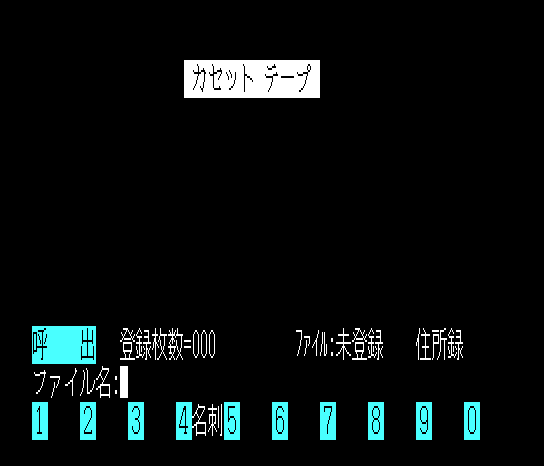 カセット テープ
呼 出 登録枚数=000 ﾌｧｲﾙ:未登録 住所録
ファイル名:
1 2 3 4名刺5 6 7 8 9 0